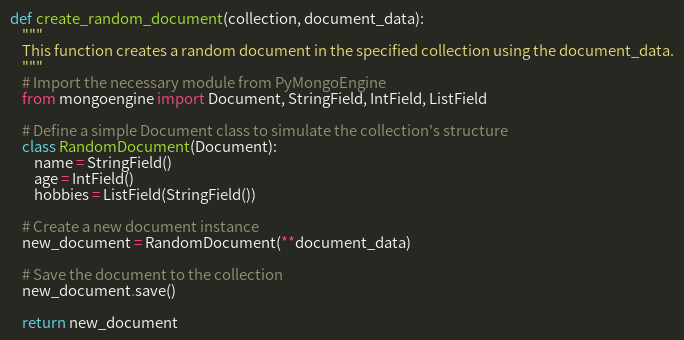 def create_random_document(collection, document_data):
    """
    This function creates a random document in the specified collection using the document_data.
    """
    # Import the necessary module from PyMongoEngine
    from mongoengine import Document, StringField, IntField, ListField

    # Define a simple Document class to simulate the collection's structure
    class RandomDocument(Document):
        name = StringField()
        age = IntField()
        hobbies = ListField(StringField())

    # Create a new document instance
    new_document = RandomDocument(**document_data)

    # Save the document to the collection
    new_document.save()

    return new_document